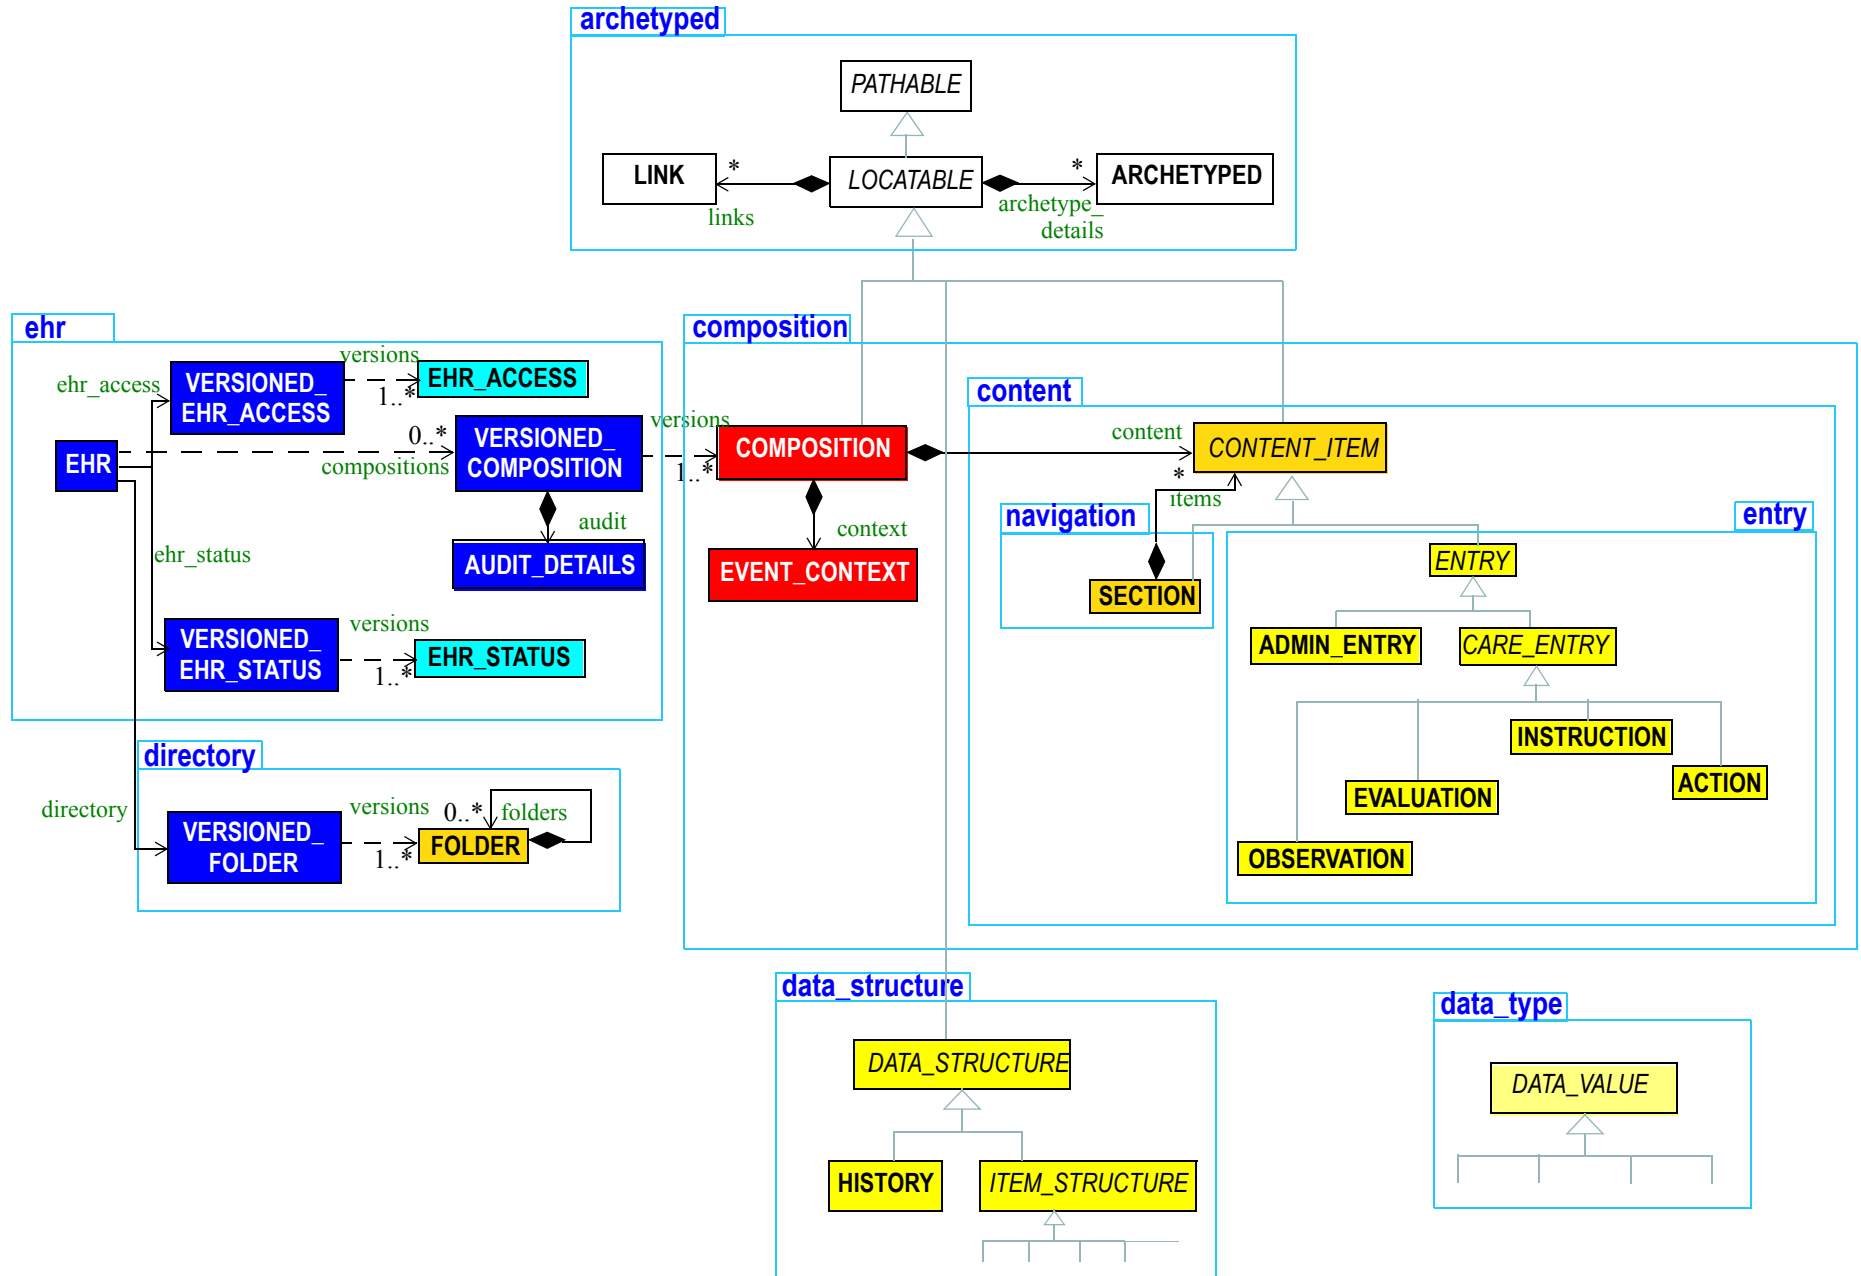 archetyped
PATHABLE
LINK
*
links
LOCATABLE
*
archetype_
details
ARCHETYPED
ehr
ehr_access
VERSIONED_
EHR_ACCESS
versions
1..*
EHR_ACCESS
EHR
0..*
compositions
VERSIONED_
COMPOSITION
versions
1..*
audit
AUDIT_DETAILS
ehr_status
VERSIONED_
EHR_STATUS
versions
1..*
EHR_STATUS
directory
directory
VERSIONED_
FOLDER
versions
1..*
0..*
folders
FOLDER
composition
COMPOSITION
context
EVENT_CONTEXT
content
content
*
CONTENT_ITEM
items
navigation
SECTION
entry
ENTRY
ADMIN_ENTRY
CARE_ENTRY
INSTRUCTION
ACTION
EVALUATION
OBSERVATION
data_structure
DATA_STRUCTURE
HISTORY
ITEM_STRUCTURE
data_type
DATA_VALUE